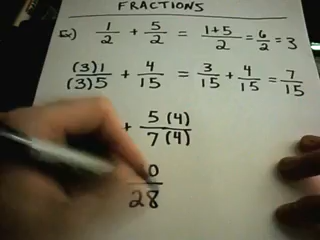 FRACTIONS
Ex) 1/2 + 5/2 = 1+5/2 = 6/2 = 3
(3)1/(3)5 + 4/15 = 3/15 + 4/15 = 7/15
+ 5(4)/7(4)
0/28